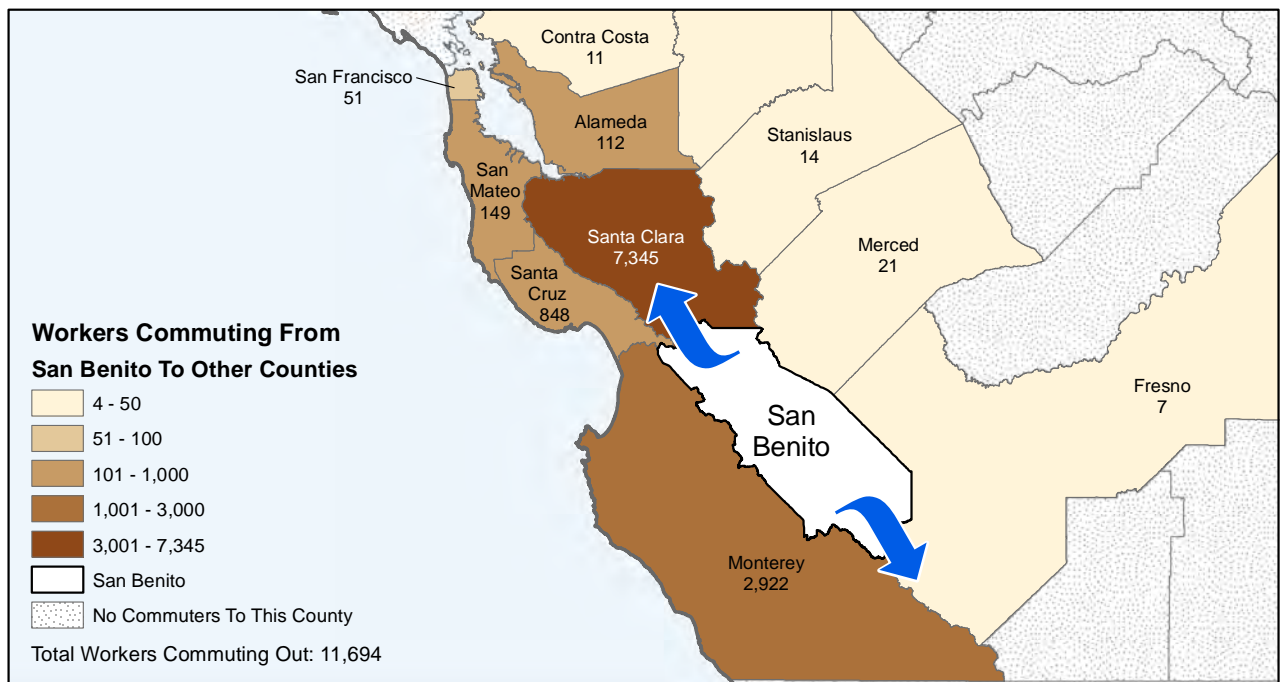 Contra Costa
11
San Francisco
51
Alameda
112
Stanislaus
14
San
Mateo
149
Santa Clara
7,345
Merced
21
Santa
Cruz
848
Fresno
7
San
Benito
Monterey
2,922
Workers Commuting From
San Benito To Other Counties
4 - 50
51 - 100
101 - 1,000
1,001 - 3,000
3,001 - 7,345
San Benito
No Commuters To This County
Total Workers Commuting Out: 11,694